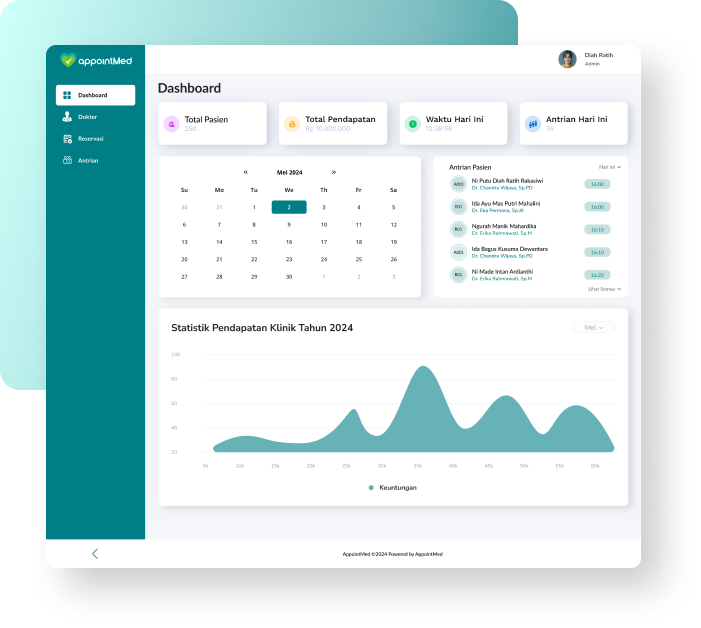 appointMed
Diah Ratih
Admin
Dashboard
Dokter
Reservasi
Antrian
Dashboard
Total Pasien
250
Total Pendapatan
Rp 10.000.000
Waktu Hari Ini
12:38:56
Antrian Hari Ini
35
« Mei 2024 »
Su Mo Tu We Th Fr Sa
30 31 1 2 3 4 5
6 7 8 9 10 11 12
13 14 15 16 17 18 19
20 21 22 23 24 25 26
27 28 29 30 1 2 3
Antrian Pasien
Hari ini
A001 Ni Putu Diah Ratih Rakasiwi 16:00
Dr. Chandra Wijaya, Sp.PD
B01 Ida Ayu Mas Putri Mahalini 16:00
Dr. Eka Permana, Sp.JK
B01 Ngurah Manik Mahardika 16:10
Dr. Erika Rahmawati, Sp.M
A001 Ida Bagus Kusuma Dewantara 16:10
Dr. Chandra Wijaya, Sp.PD
B01 Ni Made Intan Ardianthi 16:20
Dr. Erika Rahmawati, Sp.M
Lihat Semua
Statistik Pendapatan Klinik Tahun 2024
Mei
100
80
60
40
20
5k 10k 15k 20k 25k 30k 35k 40k 45k 50k 55k 60k
Keuntungan
AppointMed ©2024 Powered by AppointMed